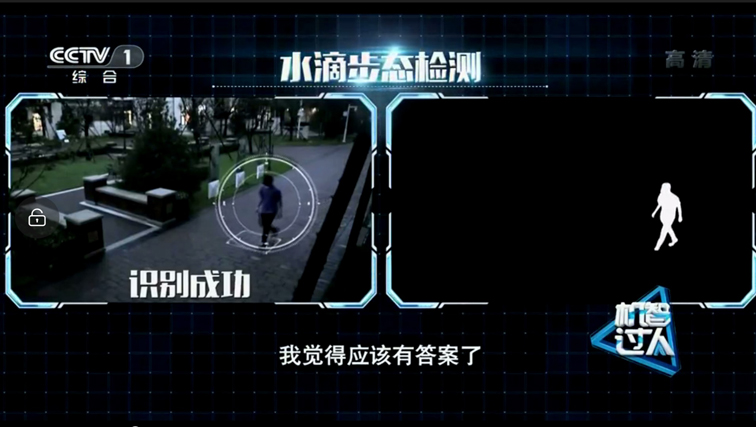 CCTV 1
综合
水滴步态检测
高清
识别成功
机智
过人
我觉得应该有答案了